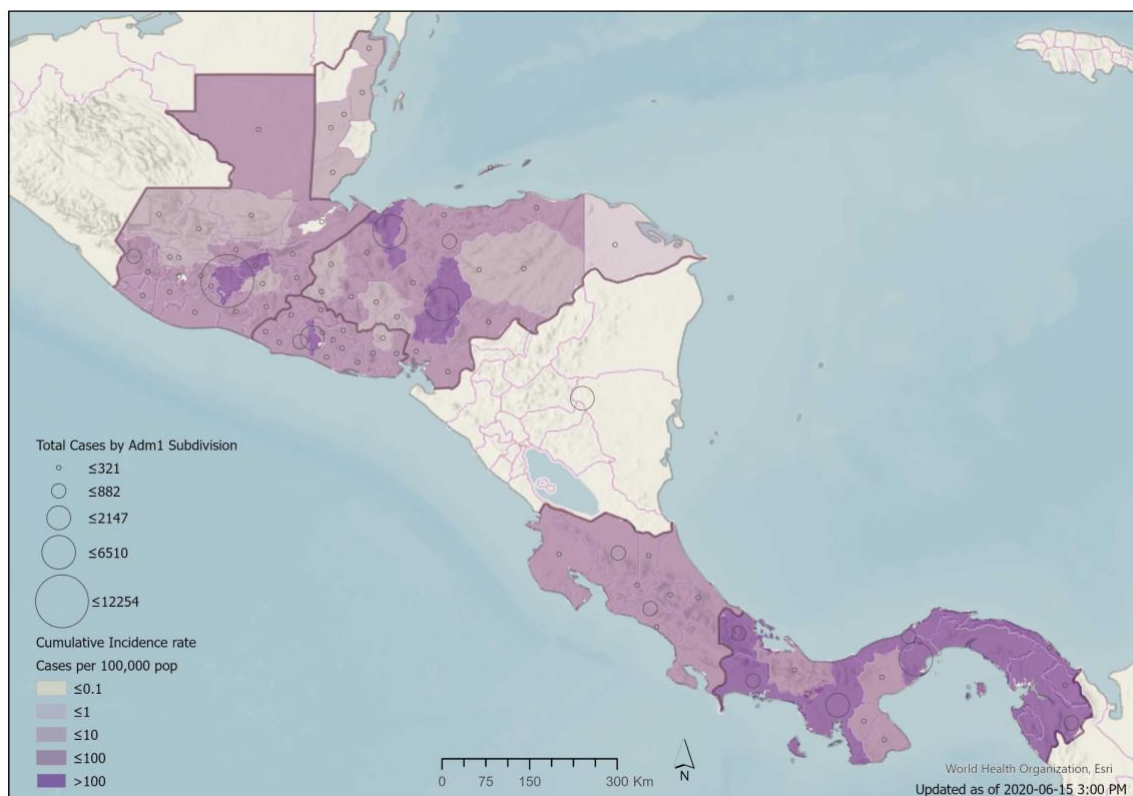 Total Cases by Adm1 Subdivision
≤321
≤882
≤2147
≤6510
≤12254
Cumulative Incidence rate
Cases per 100,000 pop
≤0.1
≤1
≤10
≤100
>100
0 75 150 300 Km
N
World Health Organization, Esri
Updated as of 2020-06-15 3:00 PM